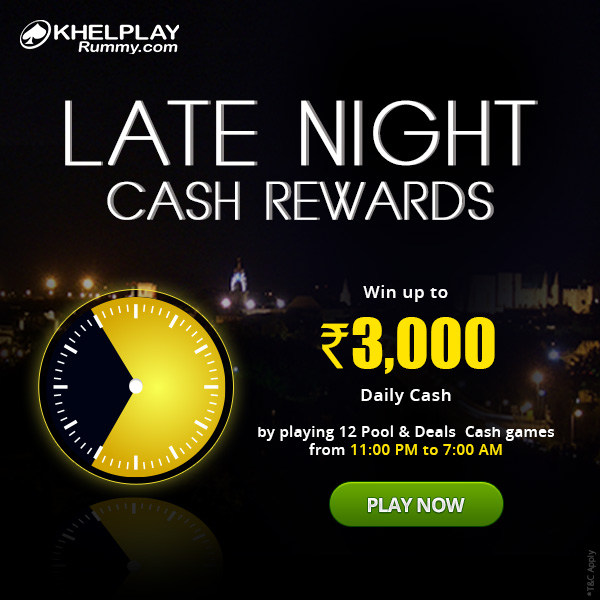 KHELPLAY
Rummy.com
LATE NIGHT
CASH REWARDS
Win up to
₹3,000
Daily Cash
by playing 12 Pool & Deals Cash games
from 11:00 PM to 7:00 AM
PLAY NOW
*T&C Apply